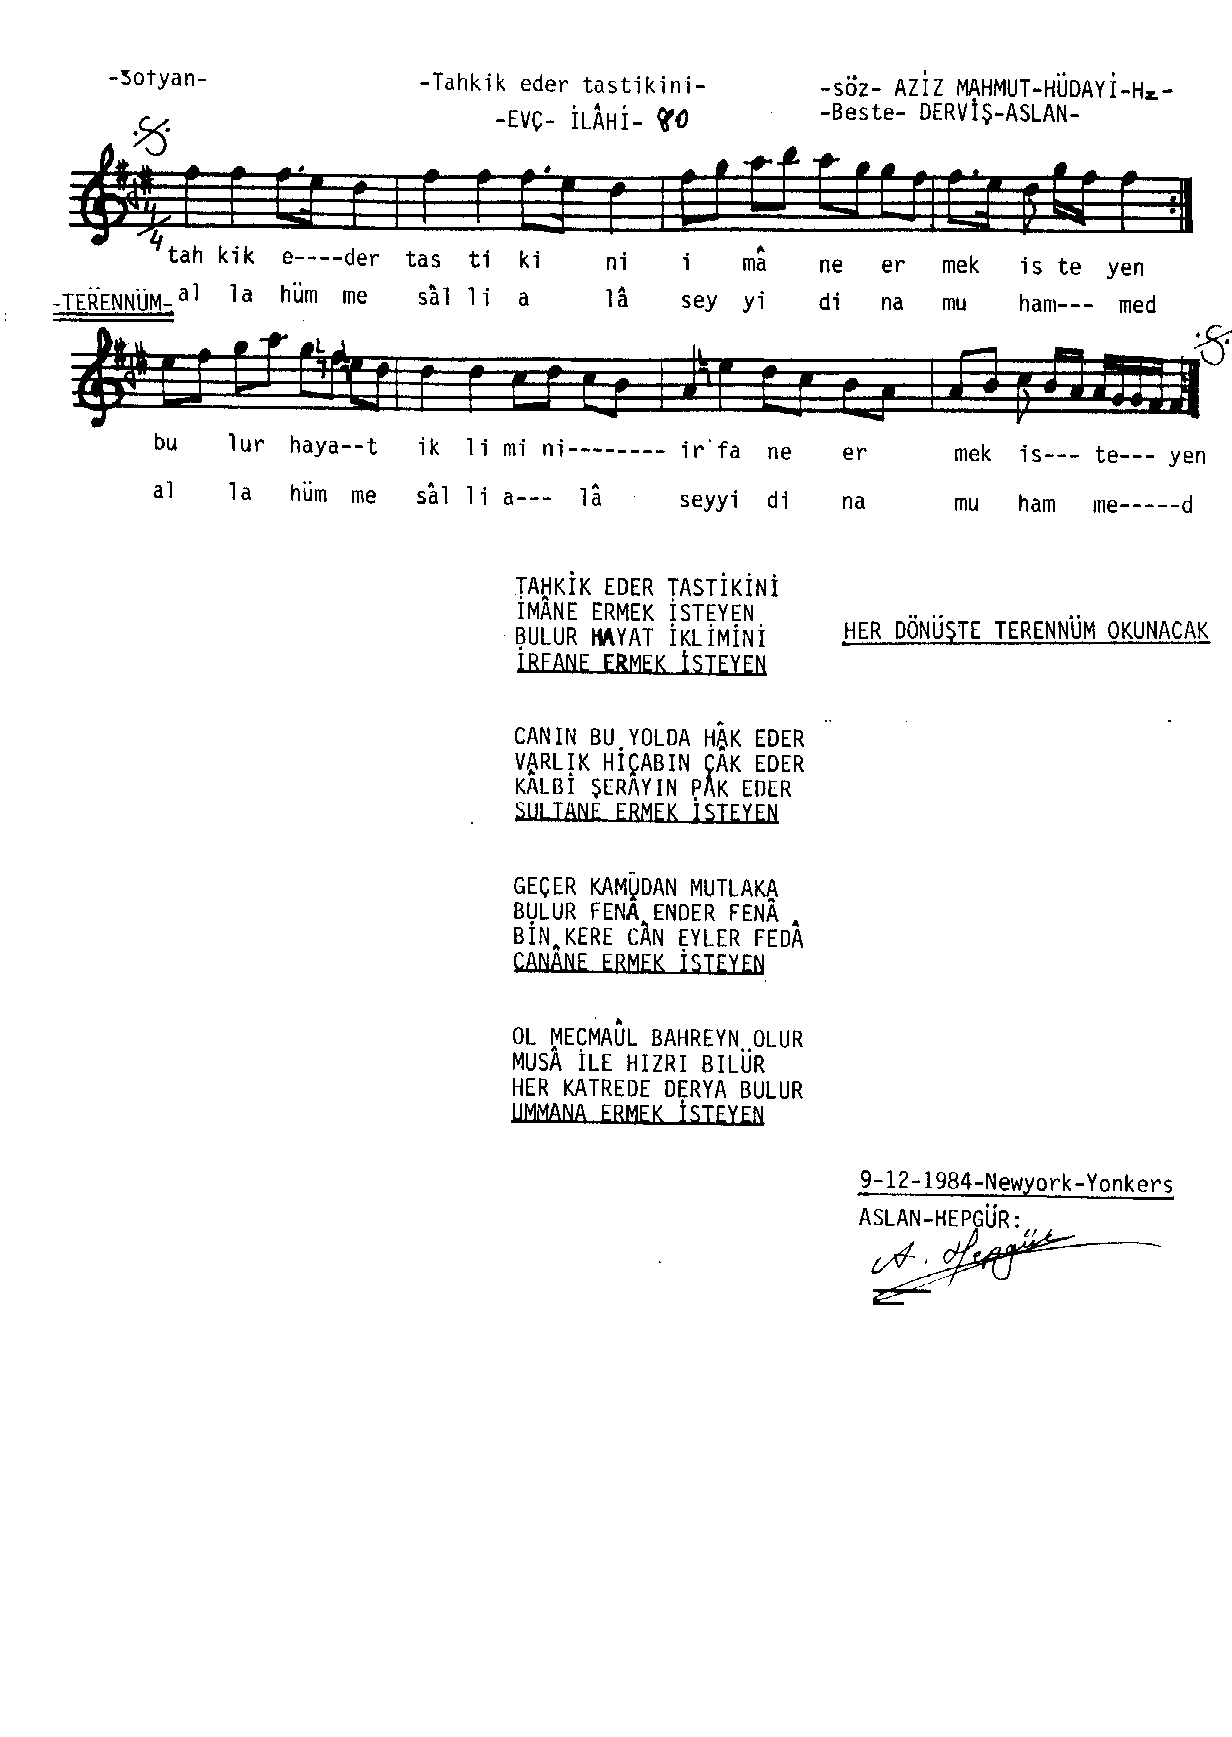 -Sofyan-
-Tahkik eder tastikini-
-söz- AZİZ MAHMUT-HÜDAYİ-Hz-
-EVÇ- İLÂHİ- 80
-Beste- DERVİŞ-ASLAN-
4/4
tah kik e----der tas ti ki ni i mâ ne er mek is te yen
-TERENNÜM- al la hüm me sâl li a lâ sey yi di na mu ham--- med
bu lur haya--t ik li mi ni-------- ir fa ne er mek is--- te--- yen
al la hüm me sâl li a--- lâ seyyi di na mu ham me-----d
TAHKİK EDER TASTİKİNİ
İMÂNE ERMEK İSTEYEN
BULUR HAYAT İKLİMİNİ
İRFANE ERMEK İSTEYEN
HER DÖNÜŞTE TERENNÜM OKUNACAK
CANIN BU YOLDA HÂK EDER
VARLIK HİÇABIN ÇÂK EDER
KÂLBİ ŞERÂYIN PÂK EDER
SULTANE ERMEK İSTEYEN
GEÇER KAMÛDAN MUTLAKA
BULUR FENÂ ENDER FENÂ
BİN KERE CÂN EYLER FEDÂ
CANÂNE ERMEK İSTEYEN
OL MECMAÛL BAHREYN OLUR
MUSÂ İLE HIZRI BILÜR
HER KATREDE DERYA BULUR
UMMANA ERMEK İSTEYEN
9-12-1984-Newyork-Yonkers
ASLAN-HEPGÜR:
A. Hepgür